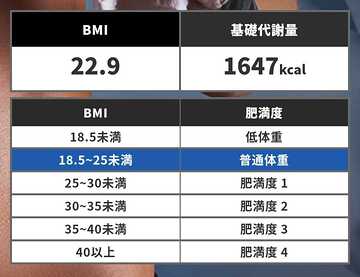 BMI 基礎代謝量
22.9 1647kcal
BMI 肥満度
18.5未満 低体重
18.5~25未満 普通体重
25~30未満 肥満度 1
30~35未満 肥満度 2
35~40未満 肥満度 3
40以上 肥満度 4